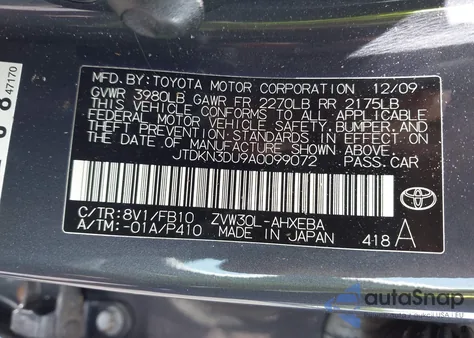 MFD. BY: TOYOTA MOTOR CORPORATION 12/09
GVWR 3980LB GAWR FR 2270LB RR 2175LB
THIS VEHICLE CONFORMS TO ALL APPLICABLE
FEDERAL MOTOR VEHICLE SAFETY, BUMPER, AND
THEFT PREVENTION STANDARDS IN EFFECT ON
THE DATE OF MANUFACTURE SHOWN ABOVE.
JTDKN3DU9A0099072 PASS.CAR
C/TR: 8V1/FB10 ZVW30L-AHXEBA
A/TM: -01A/P410 MADE IN JAPAN 418 A
47170
autoSnap